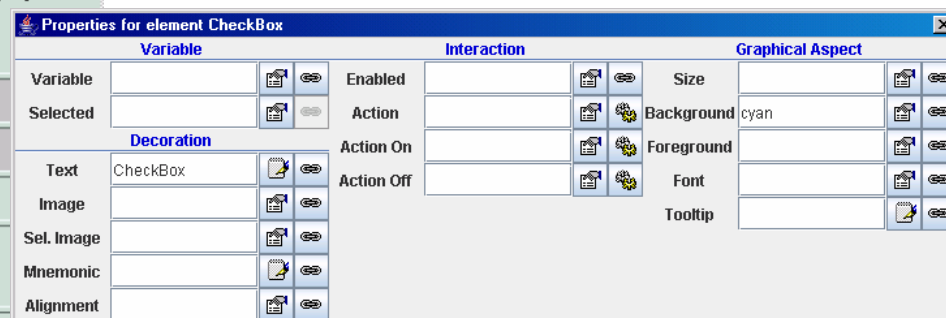 Properties for element CheckBox
Variable
Variable
Selected
Decoration
Text CheckBox
Image
Sel. Image
Mnemonic
Alignment
Interaction
Enabled
Action
Action On
Action Off
Graphical Aspect
Size
Background cyan
Foreground
Font
Tooltip